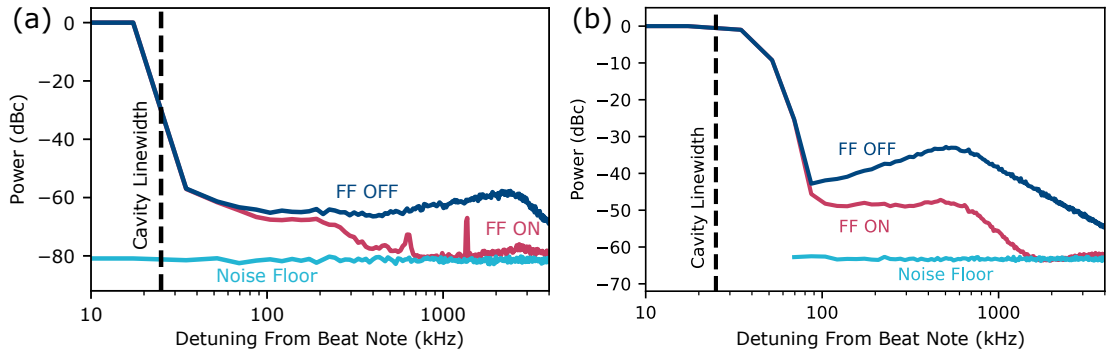 (a)
0
−20
−40
−60
−80
Power (dBc)
Cavity Linewidth
FF OFF
FF ON
Noise Floor
10
100
1000
Detuning From Beat Note (kHz)
(b)
0
−10
−20
−30
−40
−50
−60
−70
Power (dBc)
Cavity Linewidth
FF OFF
FF ON
Noise Floor
10
100
1000
Detuning From Beat Note (kHz)